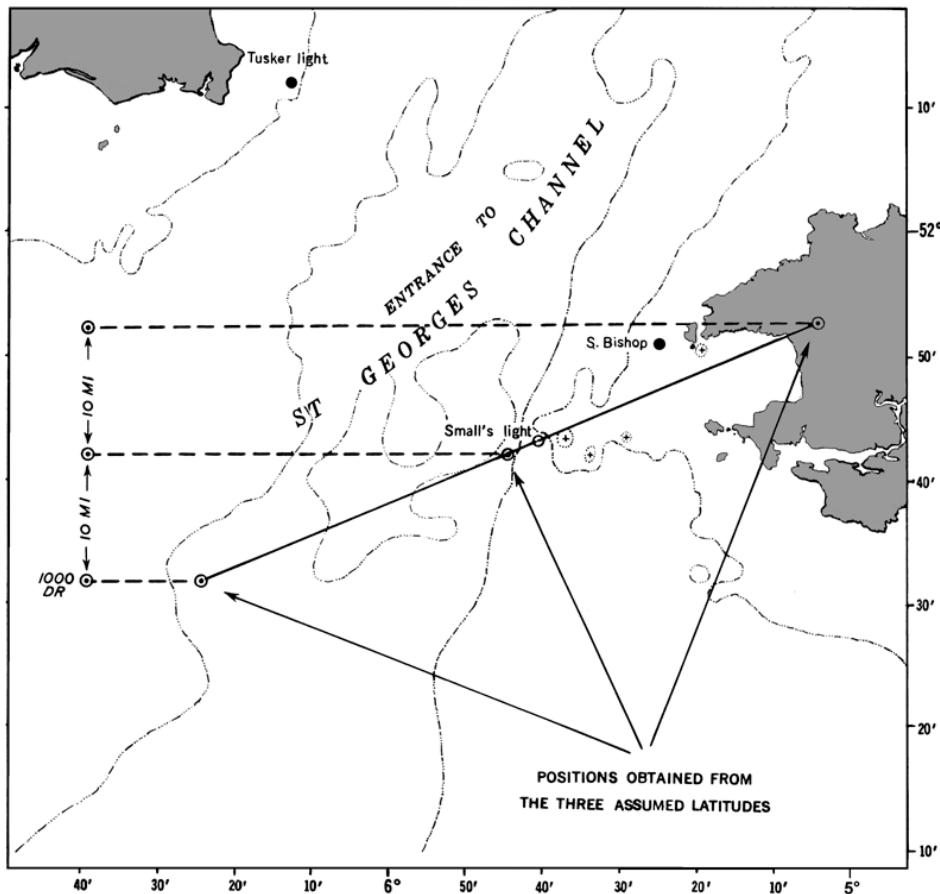 Tusker light
10'
ENTRANCE TO
ST GEORGES CHANNEL
52°
S. Bishop
50'
10 MI
Small's light
40'
10 MI
1000
DR
30'
20'
POSITIONS OBTAINED FROM
THE THREE ASSUMED LATITUDES
10'
40' 30' 20' 10' 6° 50' 40' 30' 20' 10' 5°